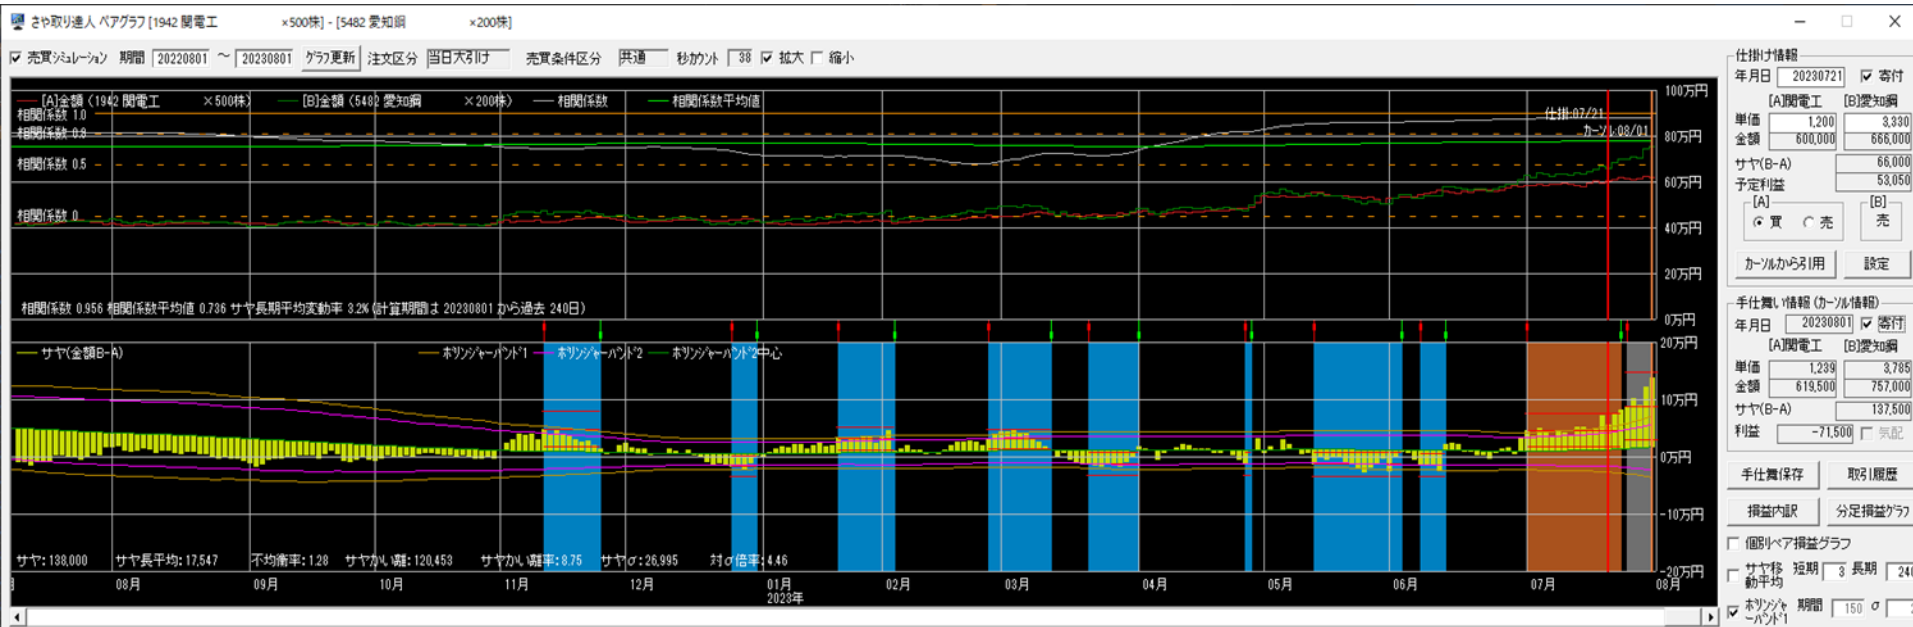 さや取り達人 ペアグラフ [1942 関電工 ×500株] - [5482 愛知鋼 ×200株]
売買シュミレーション 期間 20220801 ～ 20230801 グラフ更新 注文区分 当日大引け 売買条件区分 共通 秒カウント 38 拡大 縮小
[A]金額 (1942 関電工 ×500株) [B]金額 (5482 愛知鋼 ×200株) 相関係数 相関係数平均値
100万円
相関係数 1.0
仕掛:07/21
相関係数 0.8
カーソル:08/01
80万円
相関係数 0.5
60万円
相関係数 0
40万円
20万円
相関係数 0.956 相関係数平均値 0.736 サヤ長期平均変動率 3.2% (計算期間は 20230801 から過去 240日)
0万円
サヤ(金額B-A) ボリンジャーバンド1 ボリンジャーバンド2 ボリンジャーバンド2中心
20万円
10万円
0万円
-10万円
サヤ: 138,000 サヤ長平均: 17,547 不均衡率: 1.28 サヤかい離: 120,453 サヤかい離率: 8.75 サヤσ: 26,995 対σ倍率: 4.46
-20万円
08月 09月 10月 11月 12月 01月 02月 03月 04月 05月 06月 07月 08月
2023年
仕掛け情報
年月日 20230721 寄付
[A]関電工 [B]愛知鋼
単価 1,200 3,330
金額 600,000 666,000
サヤ(B-A) 66,000
予定利益 53,050
[A] [B]
買 売 売
カーソルから引用 設定
手仕舞い情報 (カーソル情報)
年月日 20230801 寄付
[A]関電工 [B]愛知鋼
単価 1,239 3,785
金額 619,500 757,000
サヤ(B-A) 137,500
利益 -71,500 気配
手仕舞保存 取引履歴
損益内訳 分足損益グラフ
個別ペア損益グラフ
サヤ移動平均 短期 3 長期 240
ボリンジャーバンド1 期間 150 σ